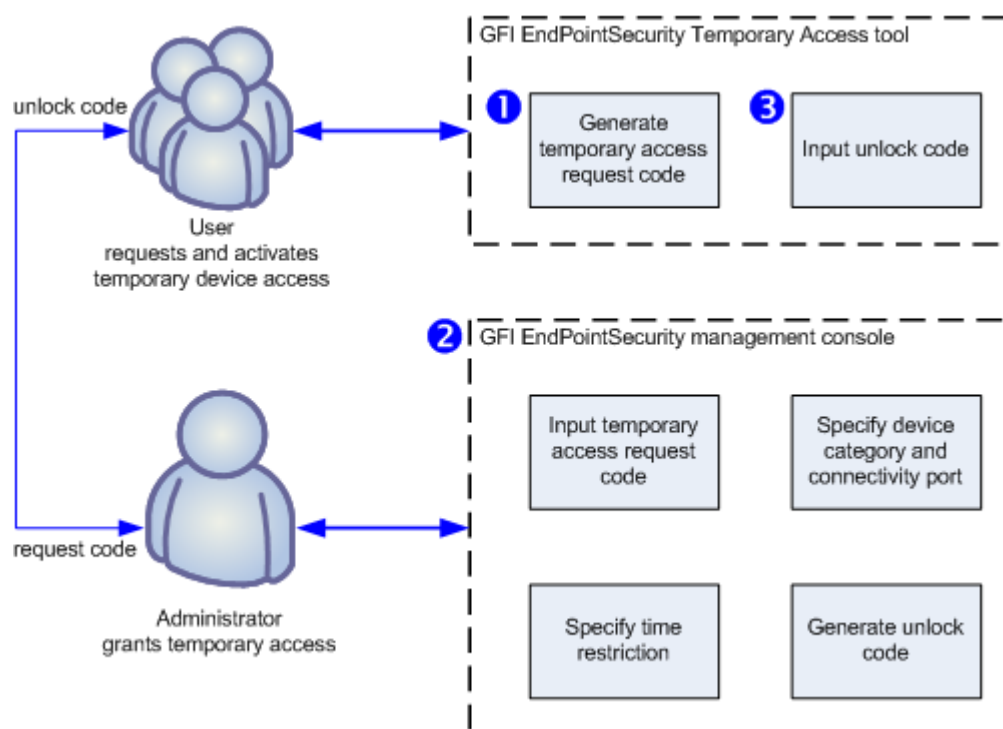 GFI EndPointSecurity Temporary Access tool
unlock code
1
Generate
temporary access
request code
3
Input unlock code
User
requests and activates
temporary device access
2
GFI EndPointSecurity management console
Input temporary
access request
code
Specify device
category and
connectivity port
request code
Administrator
grants temporary access
Specify time
restriction
Generate unlock
code